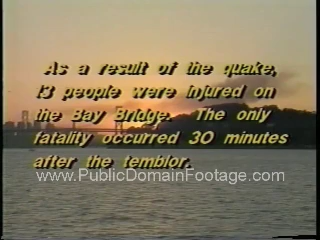 As a result of the quake,
13 people were injured on
the Bay Bridge. The only
fatality occurred 30 minutes
after the temblor.
www.PublicDomainFootage.com